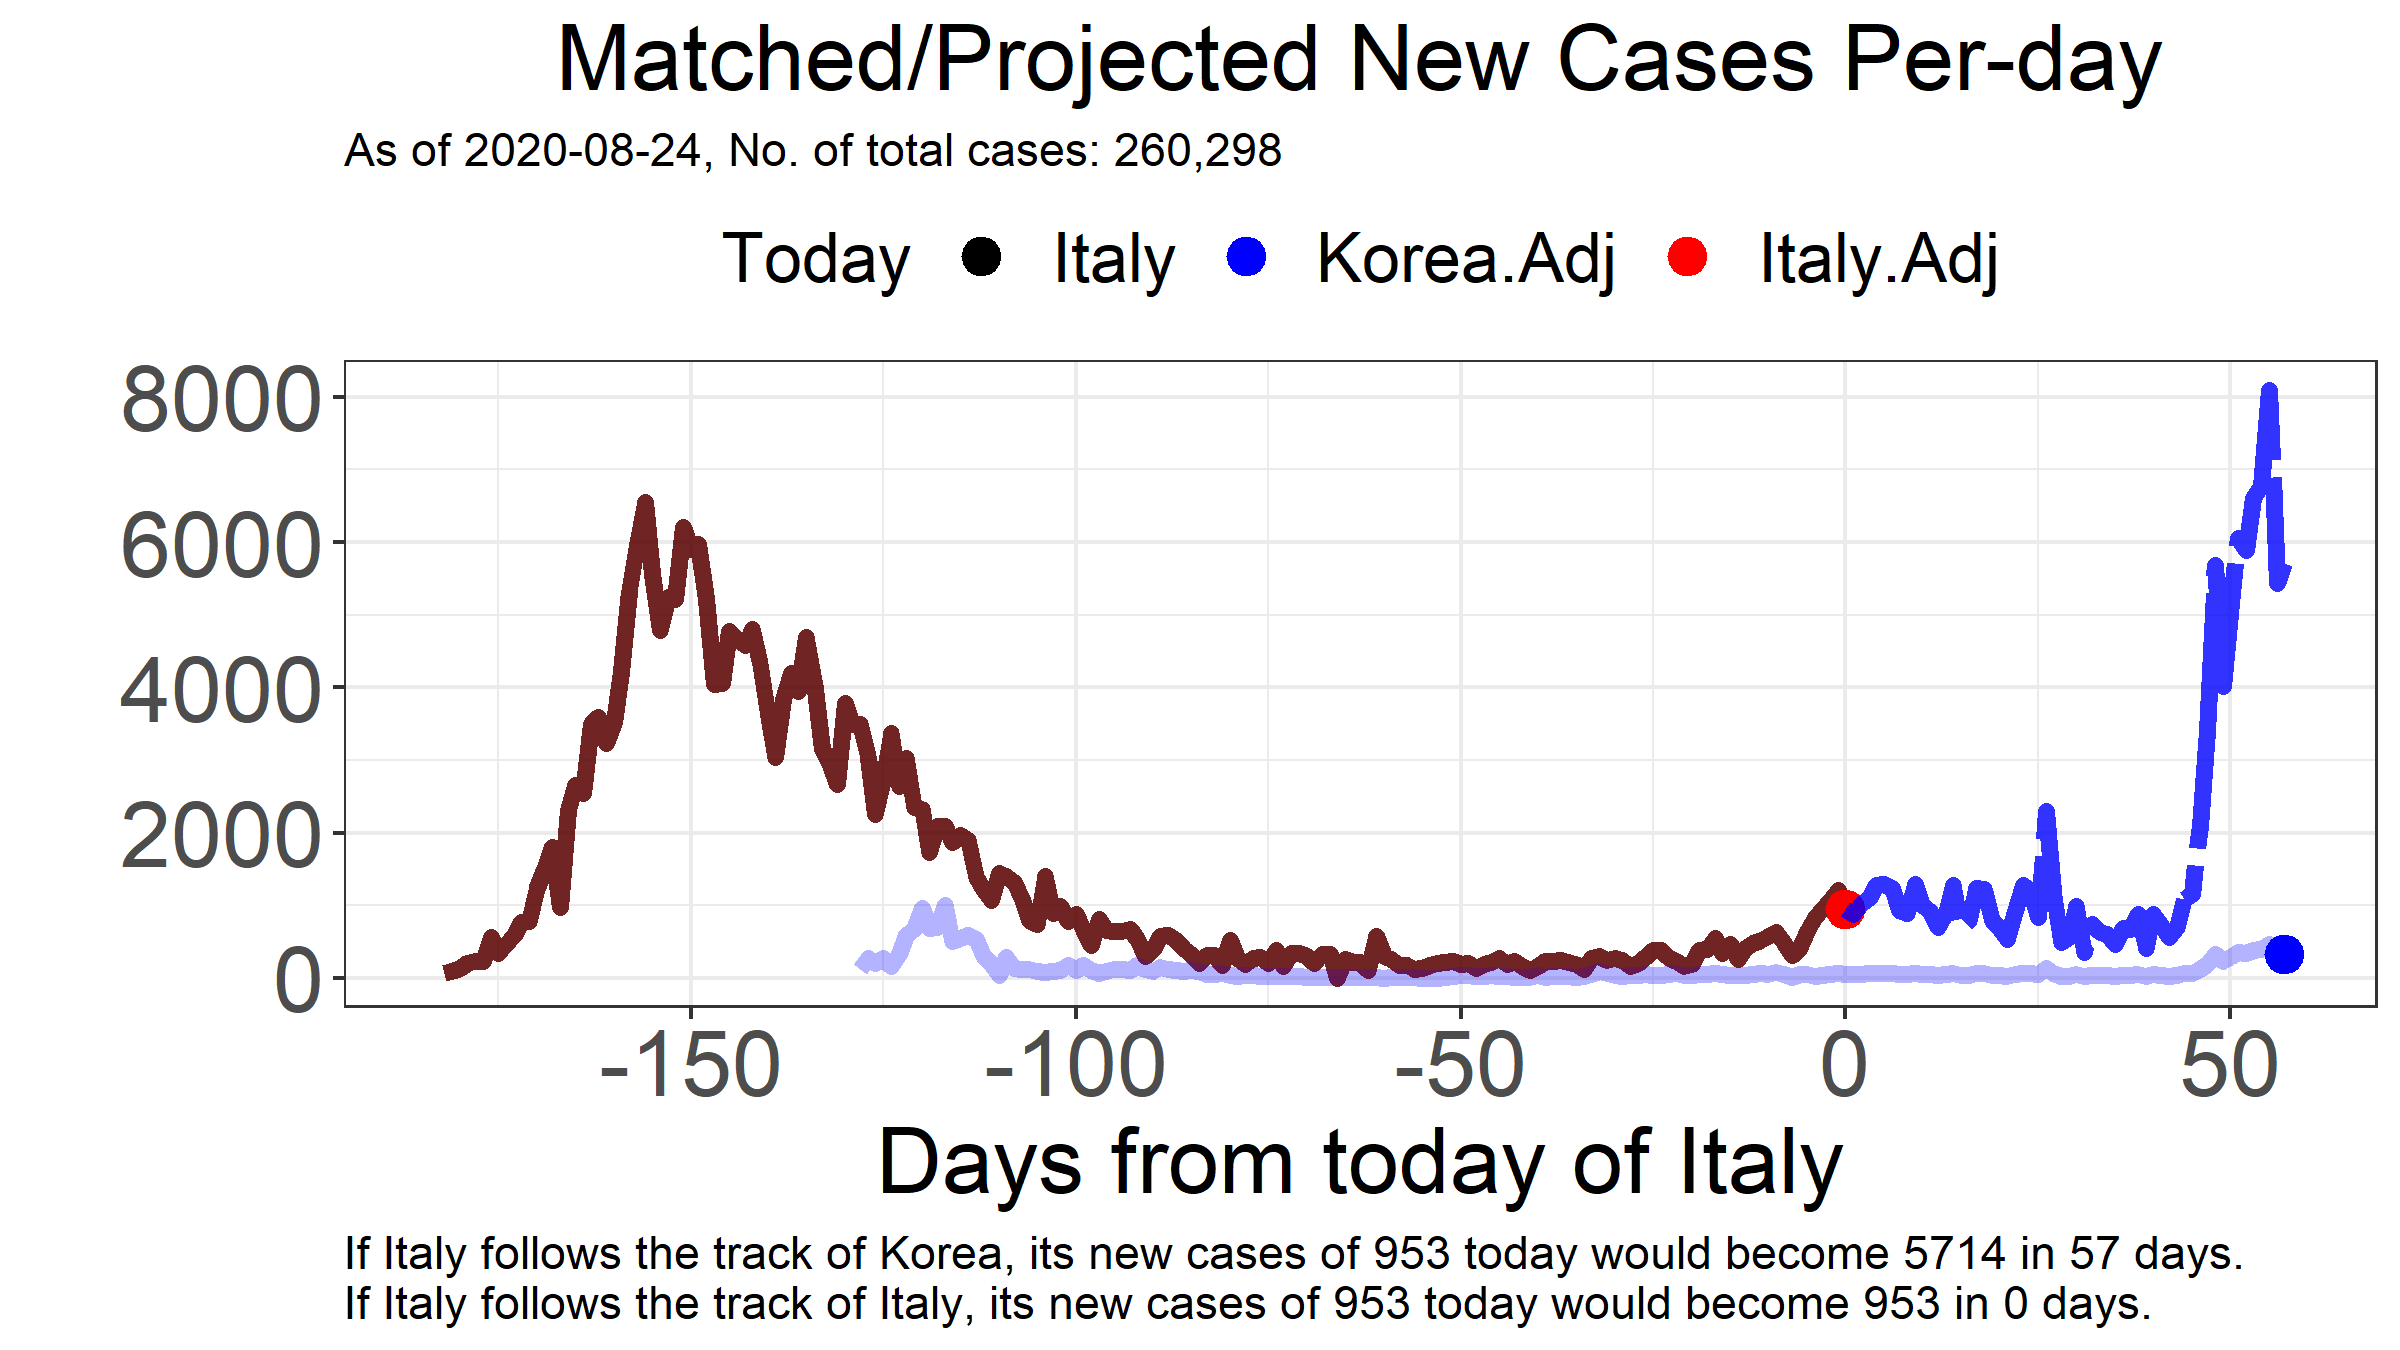 Matched/Projected New Cases Per-day
As of 2020-08-24, No. of total cases: 260,298
Today Italy Korea.Adj Italy.Adj
8000
6000
4000
2000
0
-150 -100 -50 0 50
Days from today of Italy
If Italy follows the track of Korea, its new cases of 953 today would become 5714 in 57 days.
If Italy follows the track of Italy, its new cases of 953 today would become 953 in 0 days.